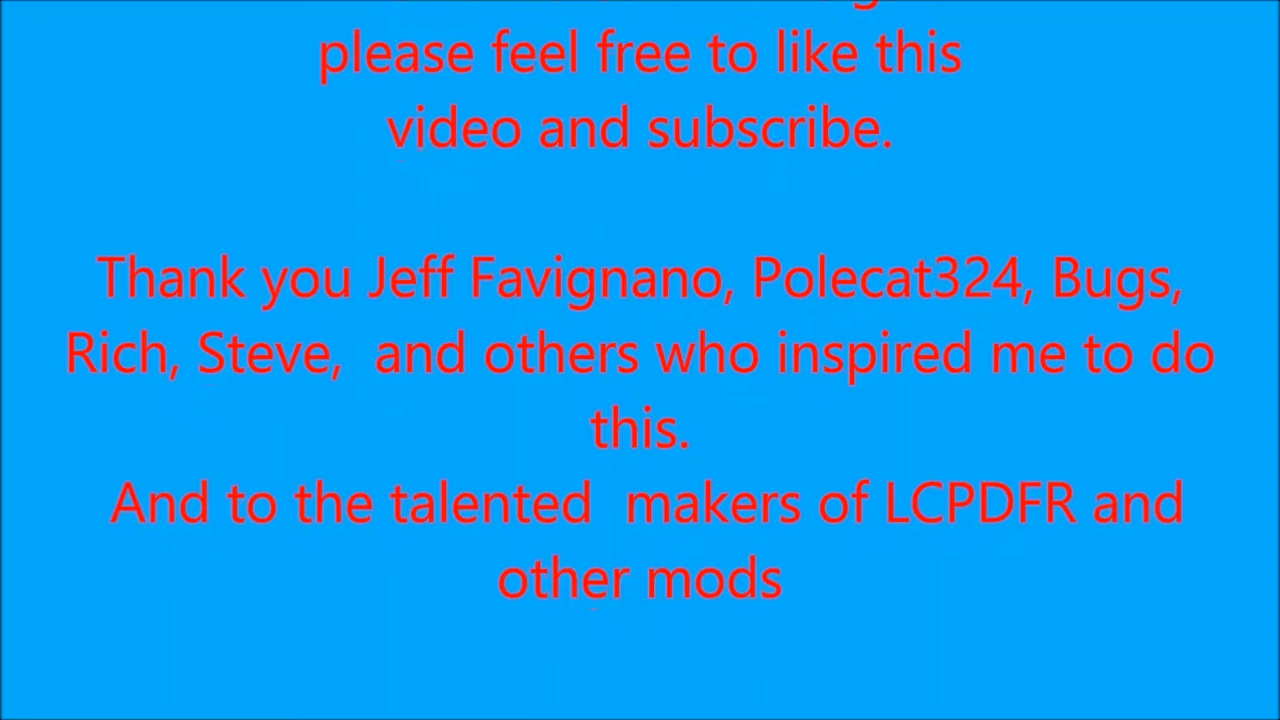 please feel free to like this
video and subscribe.
Thank you Jeff Favignano, Polecat324, Bugs,
Rich, Steve,  and others who inspired me to do
this.
And to the talented  makers of LCPDFR and
other mods